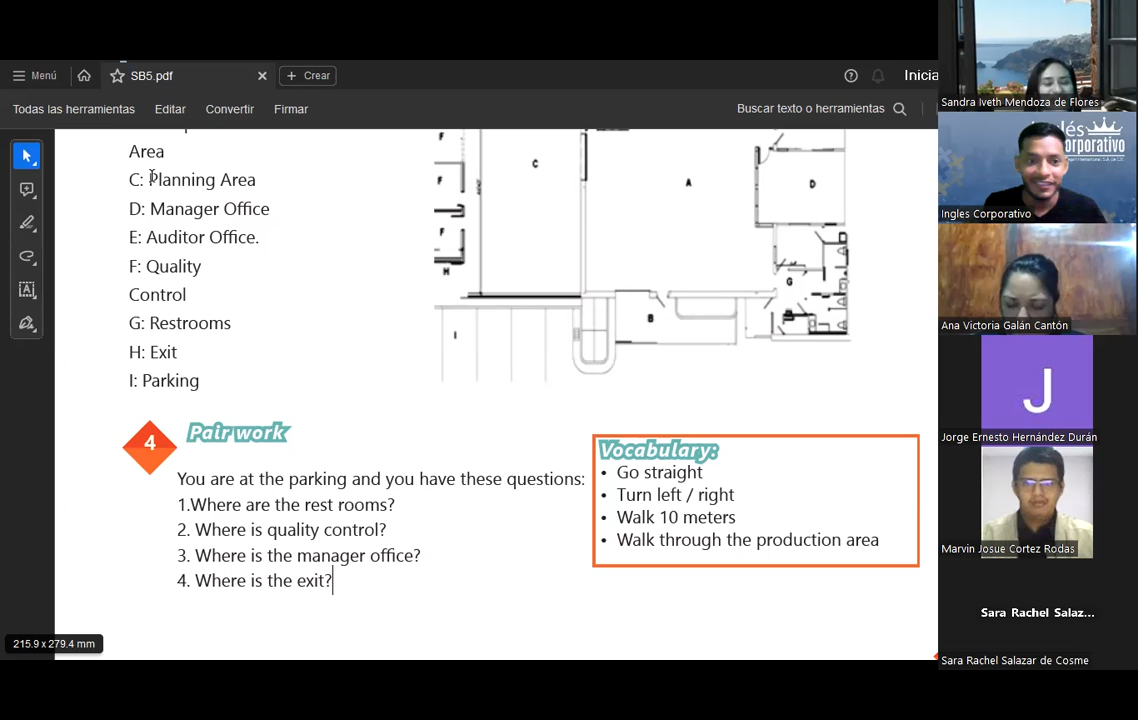 Menú
SB5.pdf
Crear
Inicia
Todas las herramientas
Editar
Convertir
Firmar
Buscar texto o herramientas
Area
C: Planning Area
D: Manager Office
E: Auditor Office.
F: Quality
Control
G: Restrooms
H: Exit
I: Parking
F
F
F
H
C
A
D
G
B
I
4
Pair work
You are at the parking and you have these questions:
1.Where are the rest rooms?
2. Where is quality control?
3. Where is the manager office?
4. Where is the exit?
Vocabulary:
• Go straight
• Turn left / right
• Walk 10 meters
• Walk through the production area
215.9 x 279.4 mm
Sandra Iveth Mendoza de Flores
Ingles Corporativo
Ana Victoria Galán Cantón
J
Jorge Ernesto Hernández Durán
Marvin Josue Cortez Rodas
Sara Rachel Salaz...
Sara Rachel Salazar de Cosme